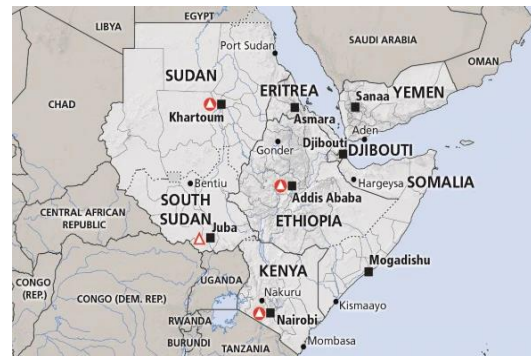 EGYPT
LIBYA
SAUDI ARABIA
Port Sudan
OMAN
SUDAN
CHAD
ERITREA
YEMEN
Sanaa
Khartoum
Asmara
Aden
Gonder
Djibouti
DJIBOUTI
Bentiu
Hargeysa
SOMALIA
Addis Ababa
SOUTH
SUDAN
CENTRAL AFRICAN
REPUBLIC
ETHIOPIA
Juba
Mogadishu
KENYA
CONGO
(REP.)
CONGO (DEM. REP.)
UGANDA
Nakuru
Kismaayo
RWANDA
Nairobi
BURUNDI
TANZANIA
Mombasa